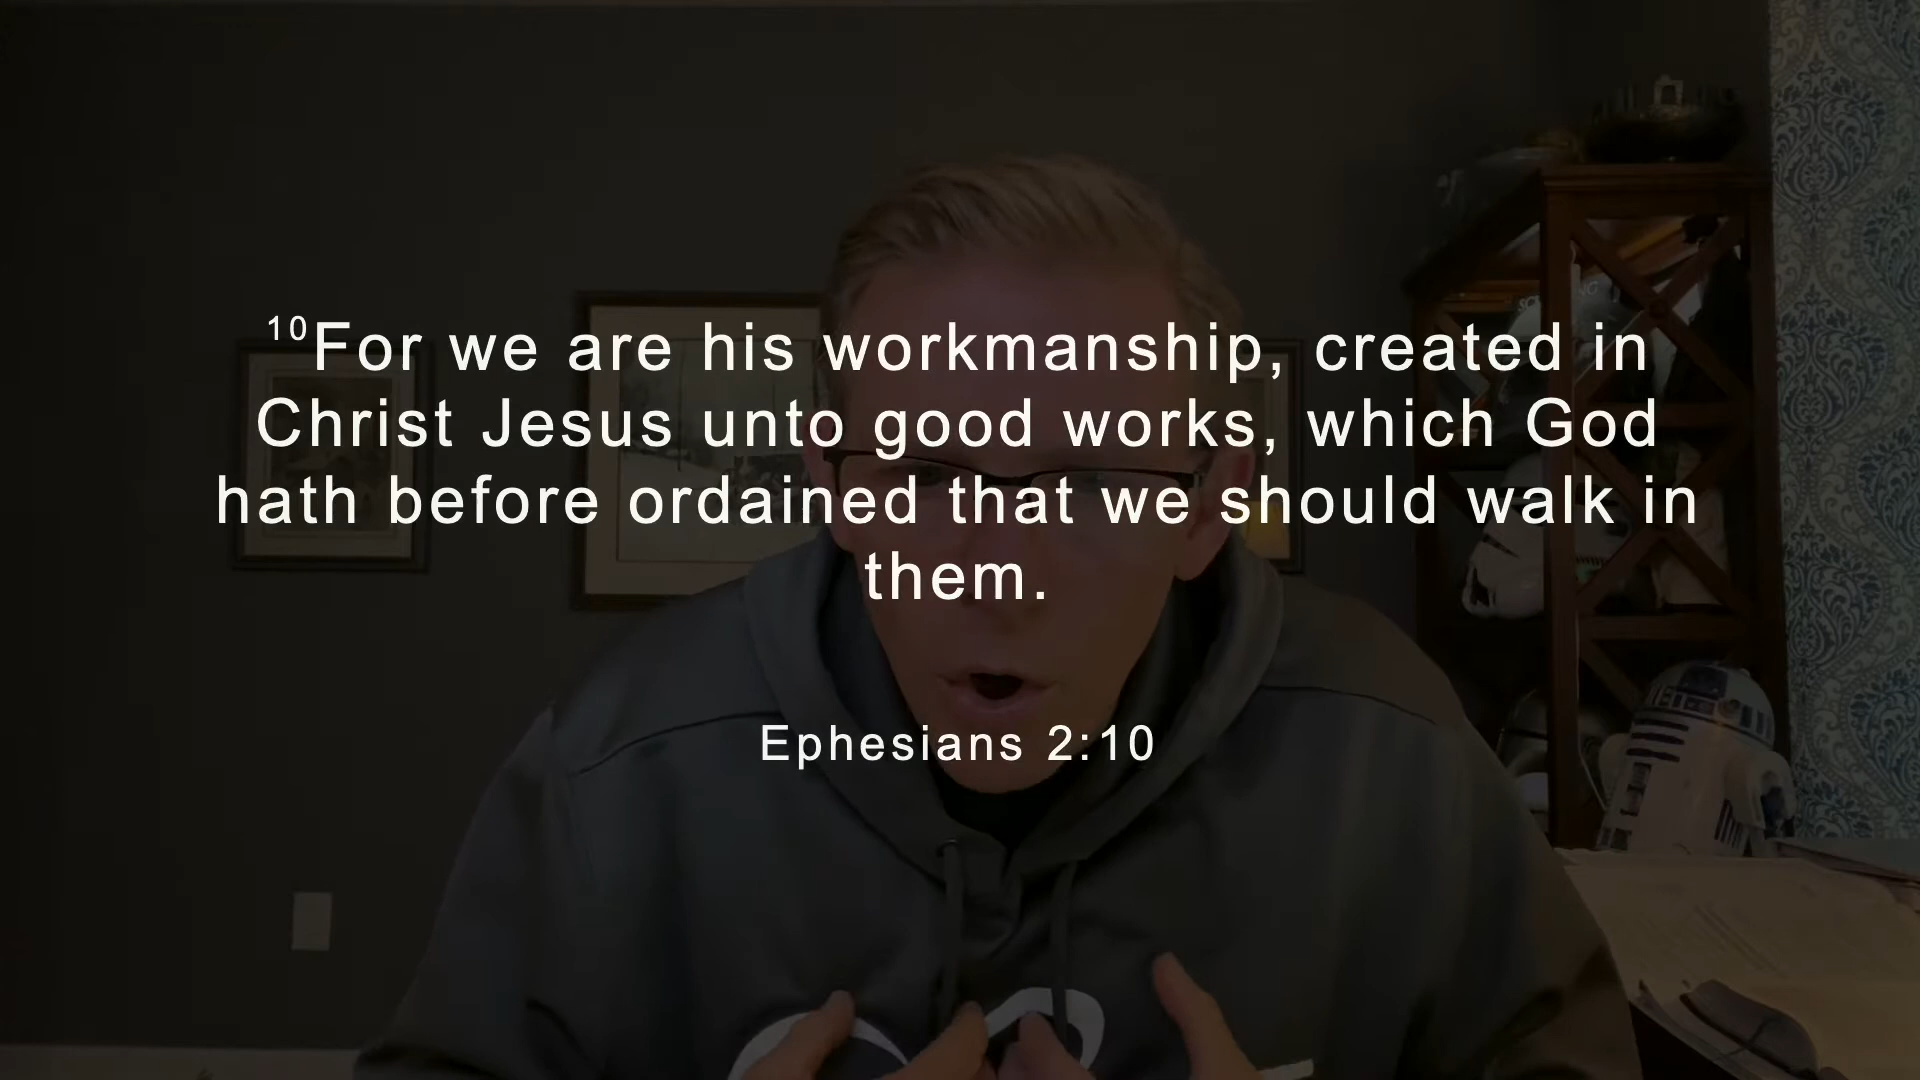 10For we are his workmanship, created in
Christ Jesus unto good works, which God
hath before ordained that we should walk in
them.
Ephesians 2:10